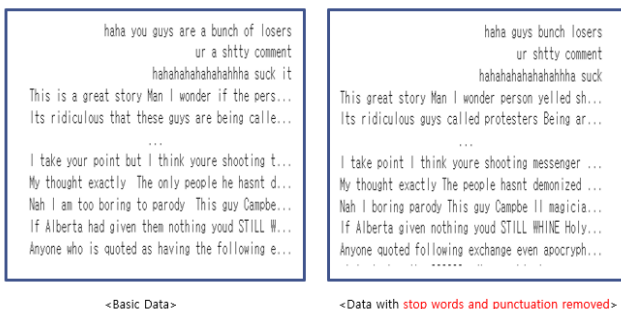 haha you guys are a bunch of losers
ur a shtty comment
hahahahahahahahhha suck it
This is a great story Man I wonder if the pers...
Its ridiculous that these guys are being calle...
...
I take your point but I think youre shooting t...
My thought exactly The only people he hasnt d...
Nah I am too boring to parody This guy Campbe...
If Alberta had given them nothing youd STILL W...
Anyone who is quoted as having the following e...
<Basic Data>
haha guys bunch losers
ur shtty comment
hahahahahahahahhha suck
This great story Man I wonder person yelled sh...
Its ridiculous guys called protesters Being ar...
...
I take point I think youre shooting messenger ...
My thought exactly The people hasnt demonized ...
Nah I boring parody This guy Campbe ll magicia...
If Alberta given nothing youd STILL WHINE Holy...
Anyone quoted following exchange even apocryph...
<Data with stop words and punctuation removed>